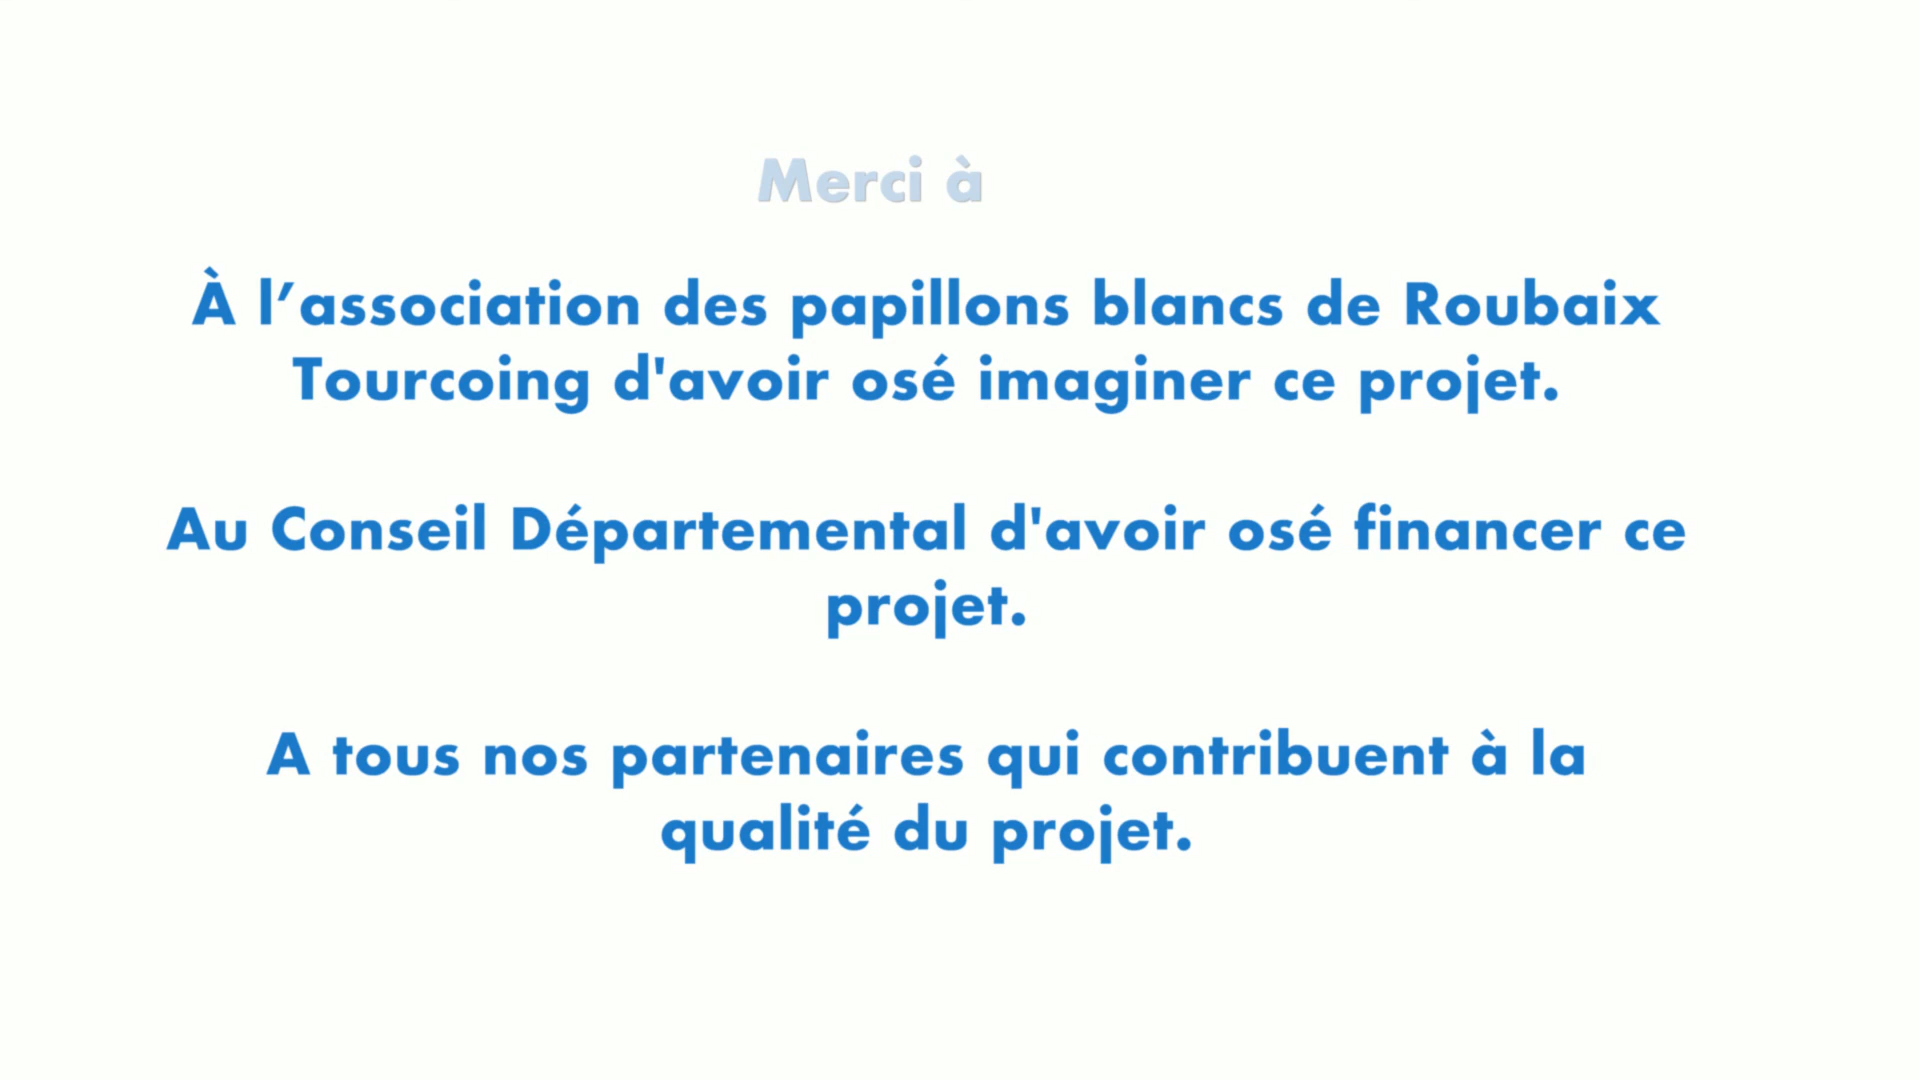 Merci à
À l’association des papillons blancs de Roubaix
Tourcoing d'avoir osé imaginer ce projet.
Au Conseil Départemental d'avoir osé financer ce
projet.
A tous nos partenaires qui contribuent à la
qualité du projet.